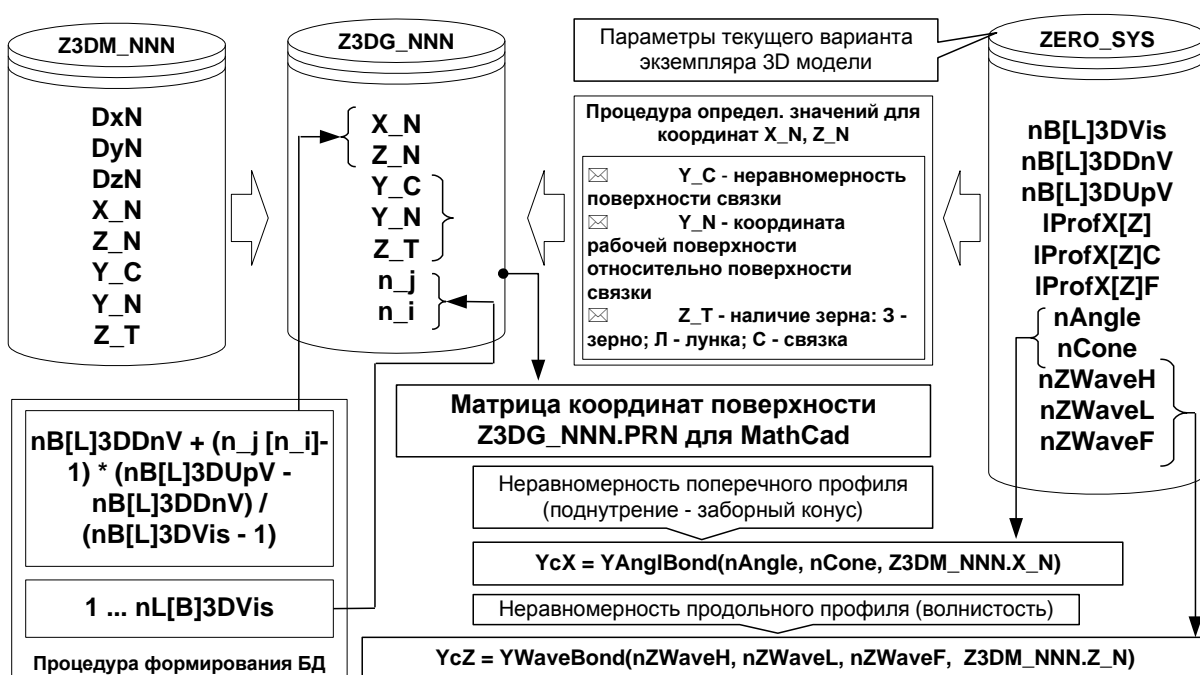 Z3DM_NNN
DxN
DyN
DzN
X_N
Z_N
Y_C
Y_N
Z_T
Z3DG_NNN
X_N
Z_N
Y_C
Y_N
Z_T
n_j
n_i
Параметры текущего варианта
экземпляра 3D модели
Процедура определ. значений для
координат X_N, Z_N
Y_C - неравномерность
поверхности связки
Y_N - координата
рабочей поверхности
относительно поверхности
связки
Z_T - наличие зерна: З -
зерно; Л - лунка; С - связка
ZERO_SYS
nB[L]3DVis
nB[L]3DDnV
nB[L]3DUpV
lProfX[Z]
lProfX[Z]C
lProfX[Z]F
nAngle
nCone
nZWaveH
nZWaveL
nZWaveF
Матрица координат поверхности
Z3DG_NNN.PRN для MathCad
nB[L]3DDnV + (n_j [n_i]-
1) * (nB[L]3DUpV -
nB[L]3DDnV) /
(nB[L]3DVis - 1)
1 ... nL[B]3DVis
Процедура формирования БД
Неравномерность поперечного профиля
(поднутрение - заборный конус)
YcX = YAnglBond(nAngle, nCone, Z3DM_NNN.X_N)
Неравномерность продольного профиля (волнистость)
YcZ = YWaveBond(nZWaveH, nZWaveL, nZWaveF, Z3DM_NNN.Z_N)